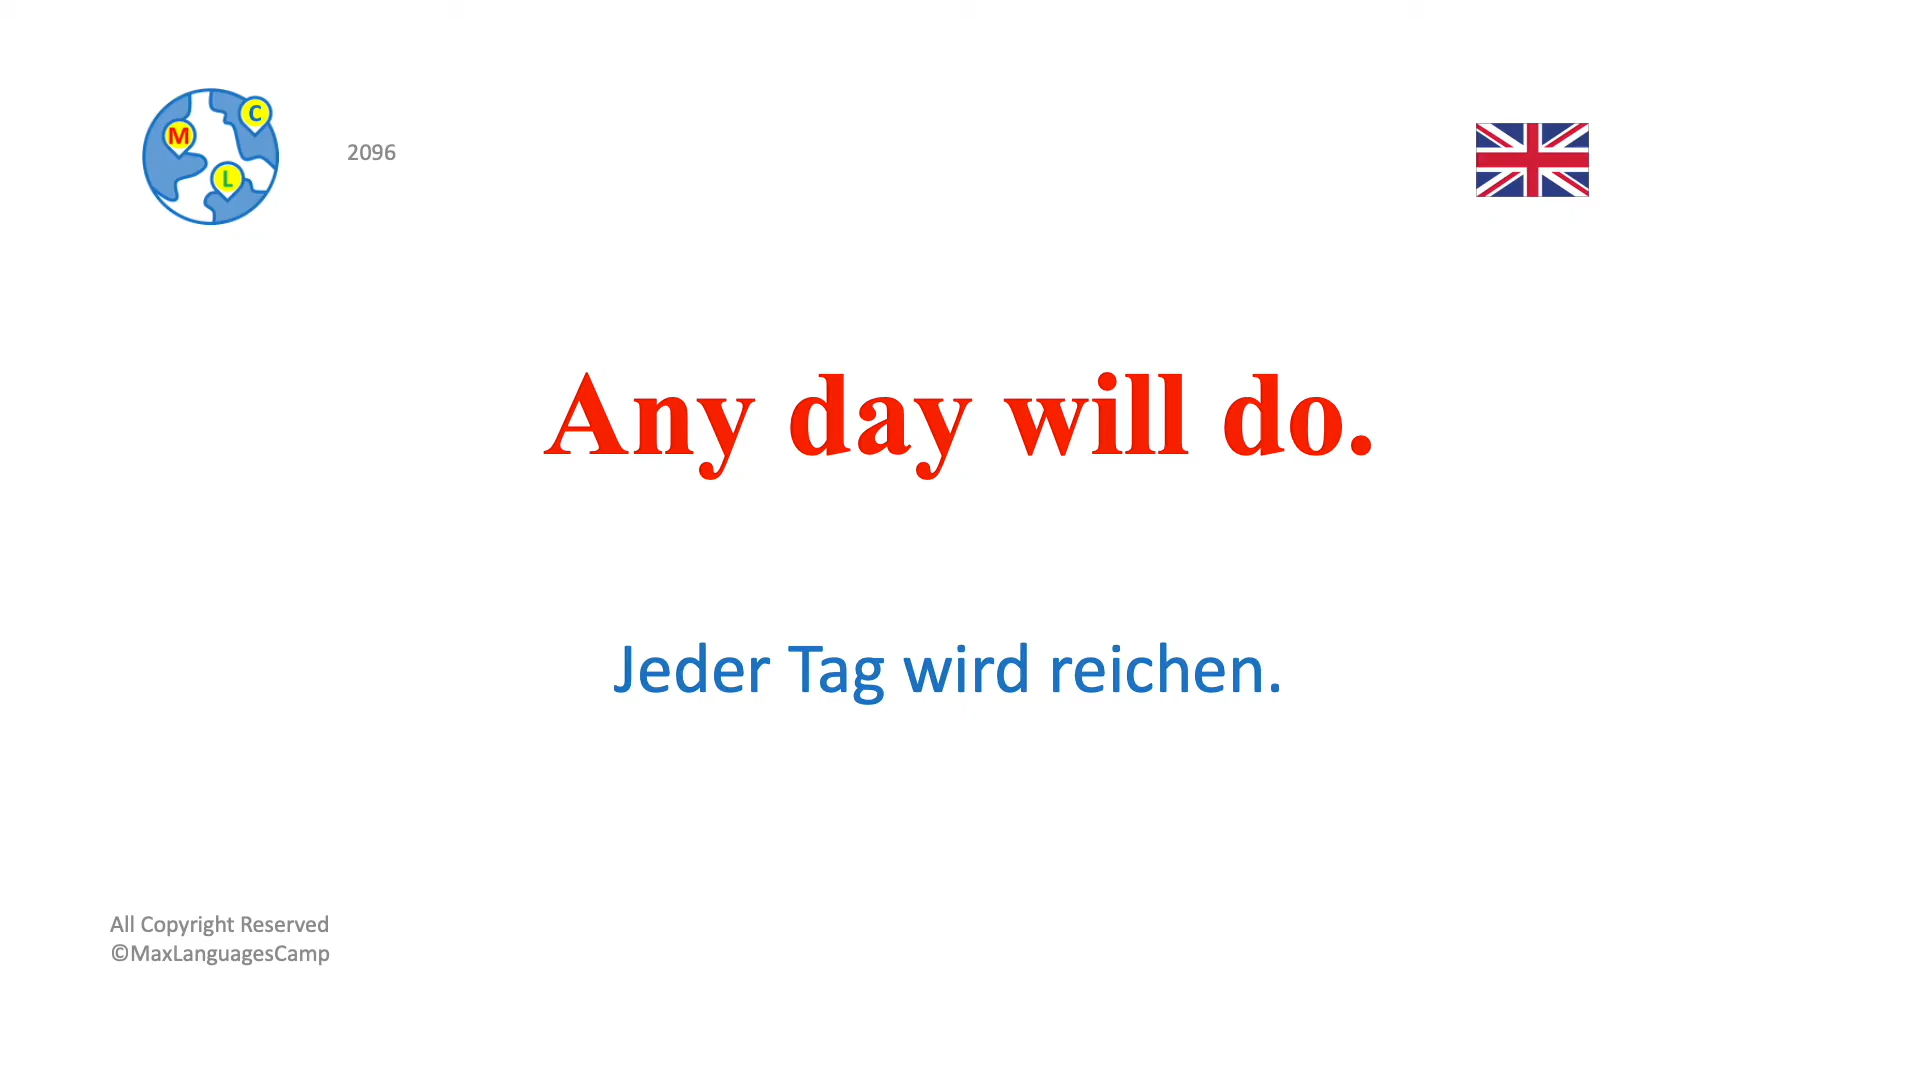 C
M
L
2096
Any day will do.
Jeder Tag wird reichen.
All Copyright Reserved
©MaxLanguagesCamp